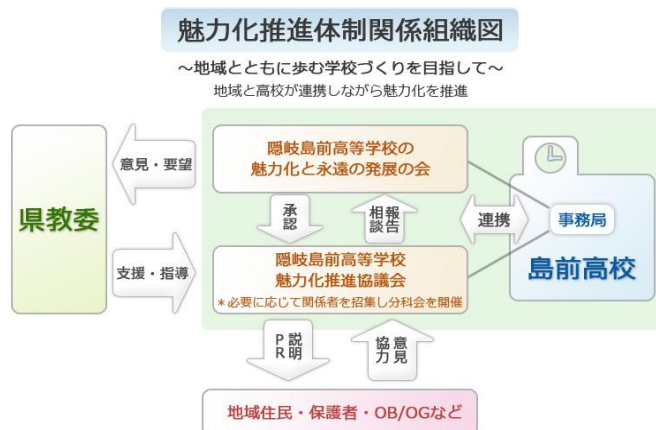 魅力化推進体制関係組織図
～地域とともに歩む学校づくりを目指して～
地域と高校が連携しながら魅力化を推進
県教委
意見・要望
支援・指導
隠岐島前高等学校の
魅力化と永遠の発展の会
承認
報告
相談
隠岐島前高等学校
魅力化推進協議会
＊必要に応じて関係者を招集し分科会を開催
連携
事務局
島前高校
説明
PR
意見
協力
地域住民・保護者・OB/OGなど